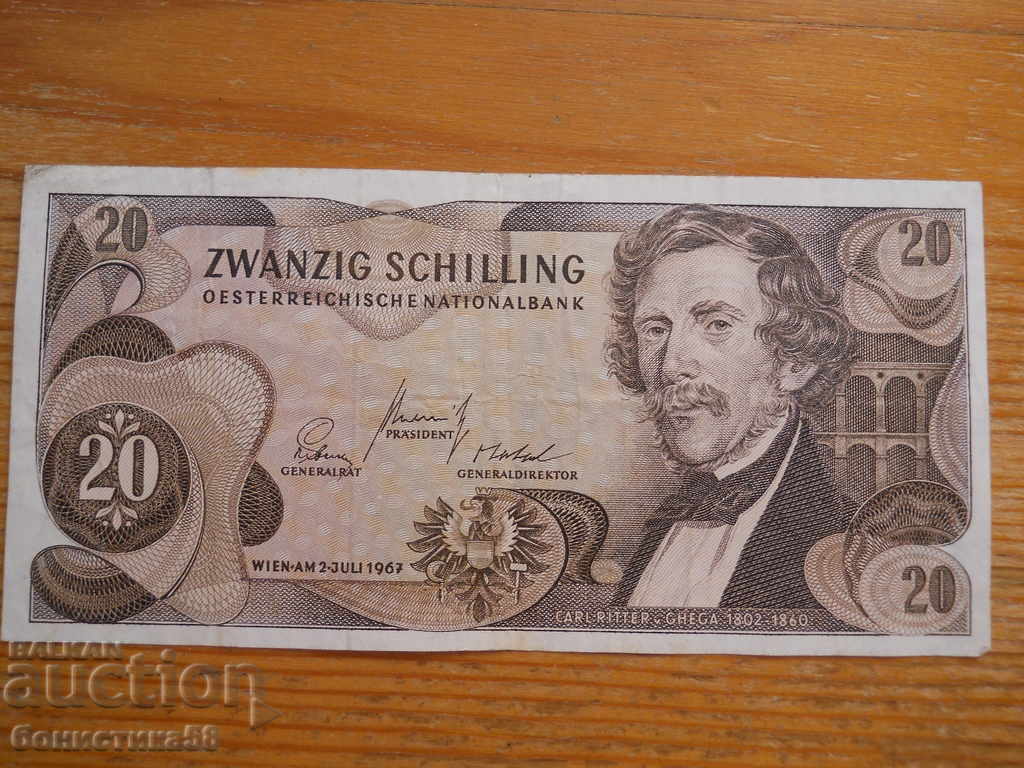 20
20
ZWANZIG SCHILLING
OESTERREICHISCHE NATIONALBANK
20
PRÄSIDENT
GENERALRAT
GENERALDIREKTOR
WIEN·AM 2·JULI 1967
20
CARL·RITTER v. GHEGA·1802-1860
BALKAN
auction
бонистика58